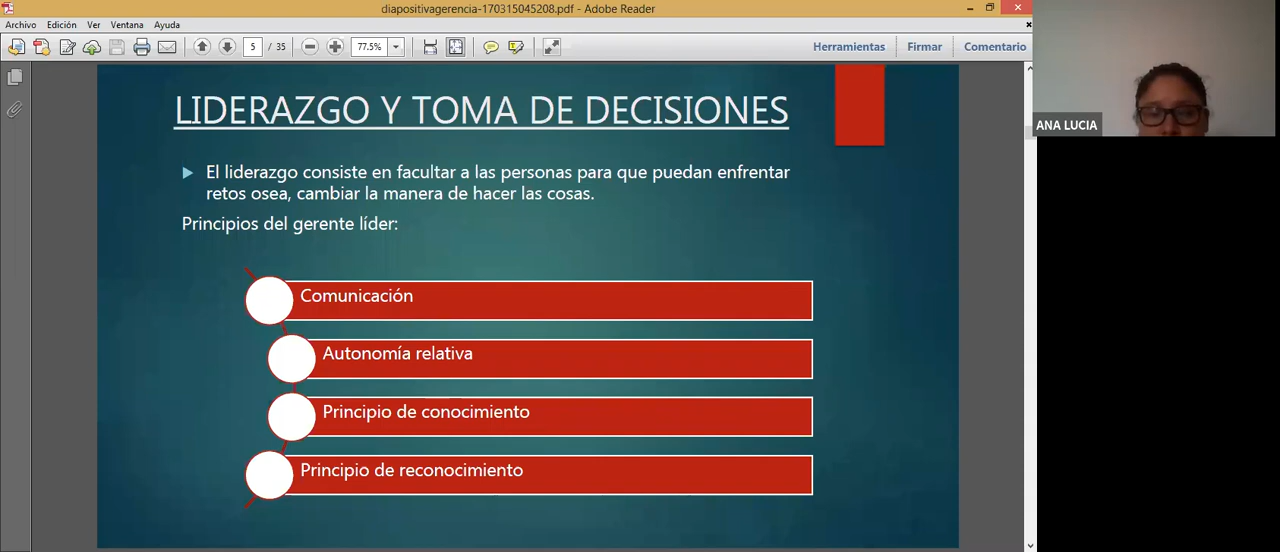 diapositivagerencia-170315045208.pdf - Adobe Reader
Archivo Edición Ver Ventana Ayuda
5 / 35 77.5% Herramientas Firmar Comentario
LIDERAZGO Y TOMA DE DECISIONES
El liderazgo consiste en facultar a las personas para que puedan enfrentar
retos osea, cambiar la manera de hacer las cosas.
Principios del gerente líder:
Comunicación
Autonomía relativa
Principio de conocimiento
Principio de reconocimiento
ANA LUCIA